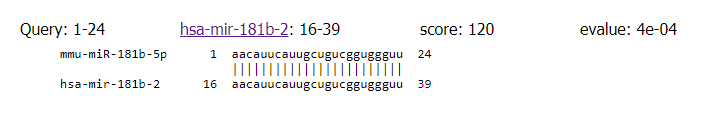 Query: 1-24 hsa-mir-181b-2: 16-39 score: 120 evalue: 4e-04
mmu-miR-181b-5p 1 aacauucauugcugucgguggguu 24
||||||||||||||||||||||||
hsa-mir-181b-2 16 aacauucauugcugucgguggguu 39